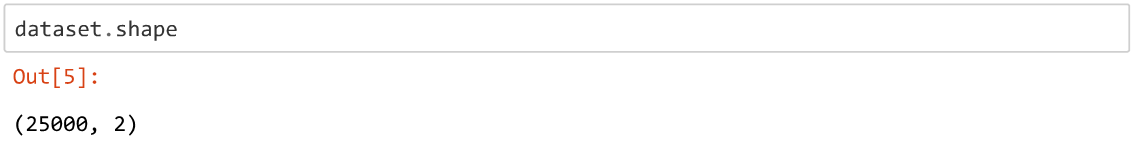 dataset.shape
Out[5]:
(25000, 2)